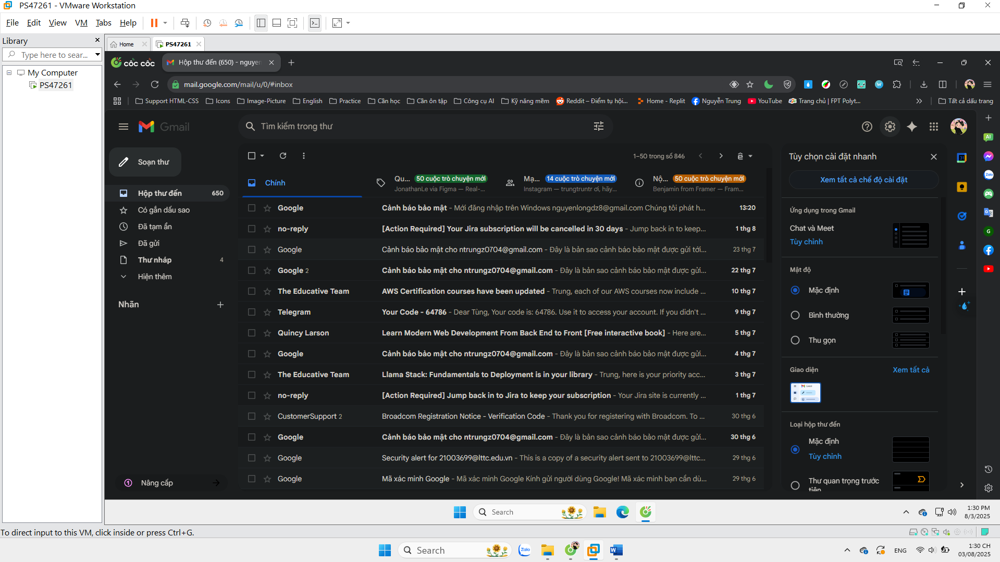 PS47261 - VMware Workstation
File Edit View VM Tabs Help
Library
Type here to sear...
My Computer
PS47261
Home
PS47261
cốc cốc
Hộp thư đến (650) - nguyen
mail.google.com/mail/u/0/#inbox
Support HTML-CSS Icons Image-Picture English Practice Cần học Cần ôn tập Công cụ AI Kỹ năng mềm Reddit – Điểm tụ hội... Home - Replit Nguyễn Trung YouTube Trang chủ | FPT Polyt... Tất cả dấu trang
Gmail
Tìm kiếm trong thư
Soạn thư
Hộp thư đến 650
Có gắn dấu sao
Đã tạm ẩn
Đã gửi
Thư nháp 4
Hiện thêm
Nhãn
Nâng cấp
1–50 trong số 846
Chính
Qu... 50 cuộc trò chuyện mới
JonathanLe via Figma — Real-...
Mạ... 14 cuộc trò chuyện mới
Instagram — trungtruntr ơi, hãy...
Nộ... 50 cuộc trò chuyện mới
Benjamin from Framer — Fram...
Google Cảnh báo bảo mật - Mới đăng nhập trên Windows nguyenlongdz8@gmail.com Chúng tôi phát h... 13:20
no-reply [Action Required] Your Jira subscription will be cancelled in 30 days - Jump back in to keep... 1 thg 8
Google Cảnh báo bảo mật cho ntrungz0704@gmail.com - Đây là bản sao cảnh báo bảo mật được gửi tới... 23 thg 7
Google 2 Cảnh báo bảo mật cho ntrungz0704@gmail.com - Đây là bản sao cảnh báo bảo mật được gửi... 22 thg 7
The Educative Team AWS Certification courses have been updated - Trung, each of our AWS courses now include ... 10 thg 7
Telegram Your Code - 64786 - Dear Tùng, Your code is: 64786. Use it to access your account. If you didn't ... 9 thg 7
Quincy Larson Learn Modern Web Development From Back End to Front [Free interactive book] - Here are... 5 thg 7
Google Cảnh báo bảo mật cho ntrungz0704@gmail.com - Đây là bản sao cảnh báo bảo mật được gửi... 4 thg 7
The Educative Team Llama Stack: Fundamentals to Deployment is in your library - Trung, here is your priority acc... 3 thg 7
no-reply [Action Required] Jump back in to Jira to keep your subscription - Your Jira site is currently ... 1 thg 7
CustomerSupport 2 Broadcom Registration Notice - Verification Code - Thank you for registering with Broadcom. To ... 30 thg 6
Google Cảnh báo bảo mật cho ntrungz0704@gmail.com - Đây là bản sao cảnh báo bảo mật được gửi... 30 thg 6
Google Security alert for 21003699@lttc.edu.vn - This is a copy of a security alert sent to 21003699@lttc... 29 thg 6
Google Mã xác minh Google - Mã xác minh Google Kính gửi người dùng Google! Mã xác minh bạn cần dù... 29 thg 6
Tùy chọn cài đặt nhanh
Xem tất cả chế độ cài đặt
Ứng dụng trong Gmail
Chat và Meet
Tùy chỉnh
Mật độ
Mặc định
Bình thường
Thu gọn
Giao diện Xem tất cả
Loại hộp thư đến
Mặc định
Tùy chỉnh
Thư quan trọng trước
tiên
Search
1:30 PM
8/3/2025
To direct input to this VM, click inside or press Ctrl+G.
Search
Zalo
ENG
1:30 CH
03/08/2025